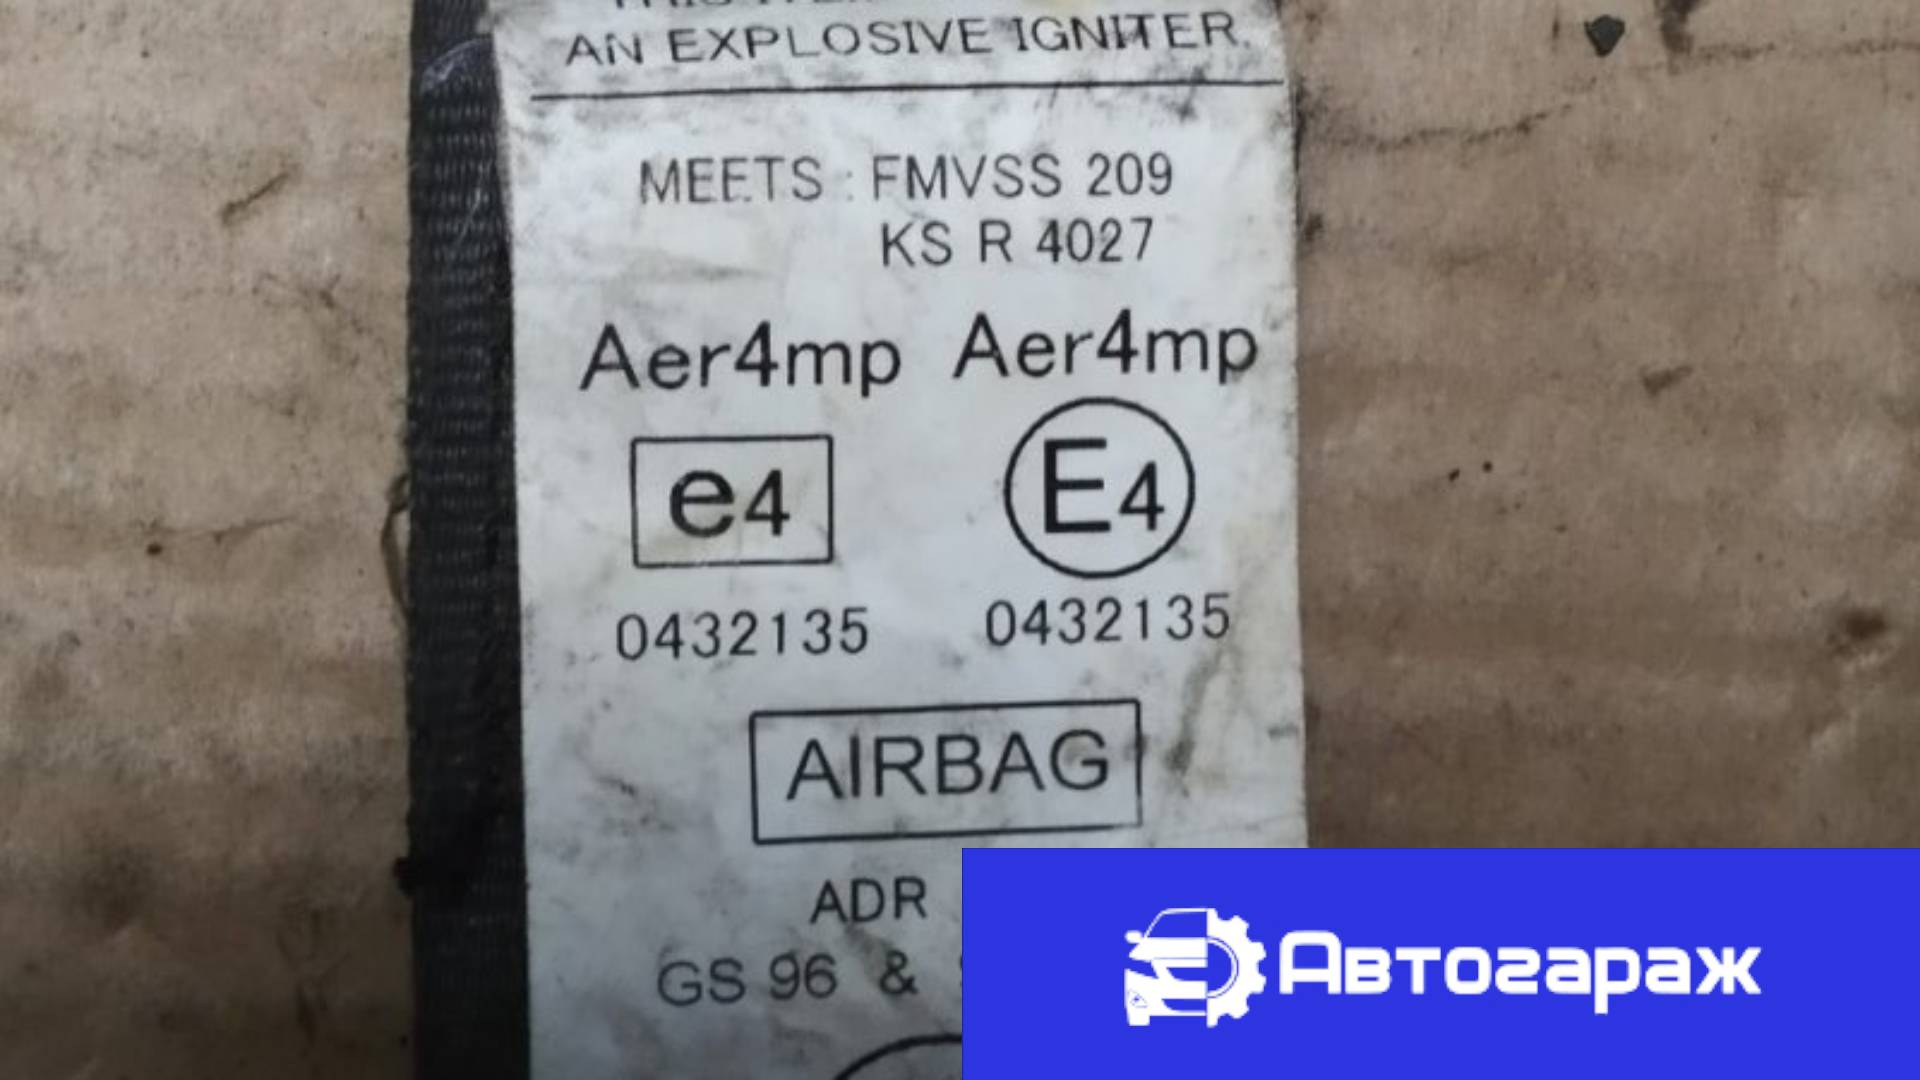 AN EXPLOSIVE IGNITER.
MEETS : FMVSS 209
KS R 4027
Aer4mp Aer4mp
e4 E4
0432135 0432135
AIRBAG
ADR
GS 96 &
Автогараж